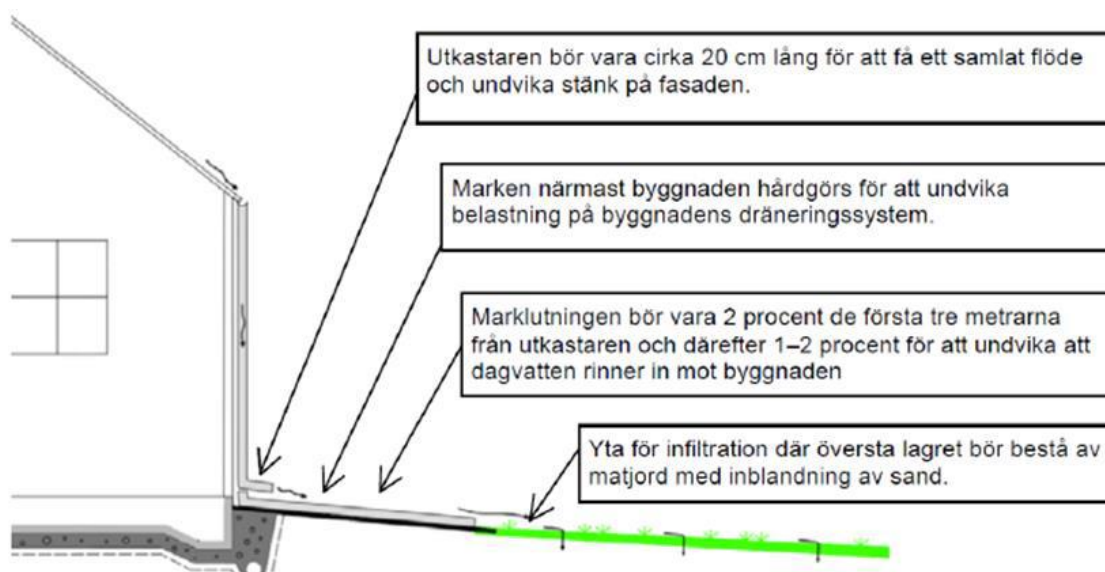 Utkastaren bör vara cirka 20 cm lång för att få ett samlat flöde
och undvika stänk på fasaden.
Marken närmast byggnaden hårdgörs för att undvika
belastning på byggnadens dräneringssystem.
Marklutningen bör vara 2 procent de första tre metrarna
från utkastaren och därefter 1–2 procent för att undvika att
dagvatten rinner in mot byggnaden
Yta för infiltration där översta lagret bör bestå av
matjord med inblandning av sand.